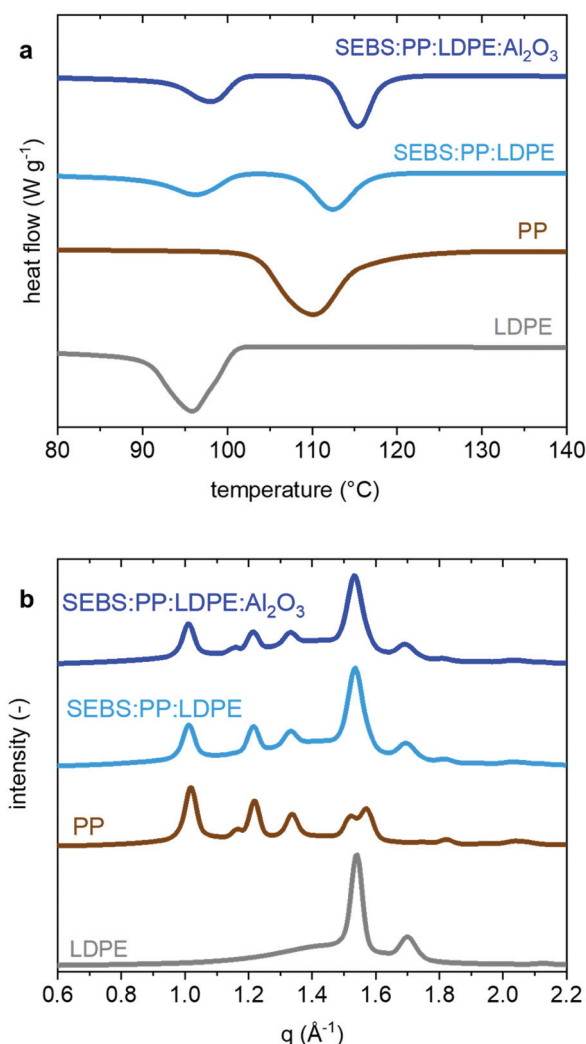 a
SEBS:PP:LDPE:Al₂O₃
SEBS:PP:LDPE
PP
LDPE
heat flow (W g⁻¹)
80 90 100 110 120 130 140
temperature (°C)
b
SEBS:PP:LDPE:Al₂O₃
SEBS:PP:LDPE
PP
LDPE
intensity (-)
0.6 0.8 1.0 1.2 1.4 1.6 1.8 2.0 2.2
q (Å⁻¹)